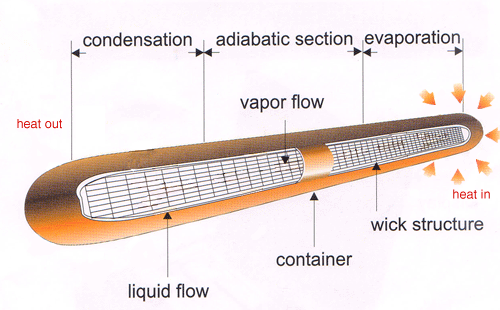 condensation
adiabatic section
evaporation
vapor flow
heat out
heat in
wick structure
container
liquid flow